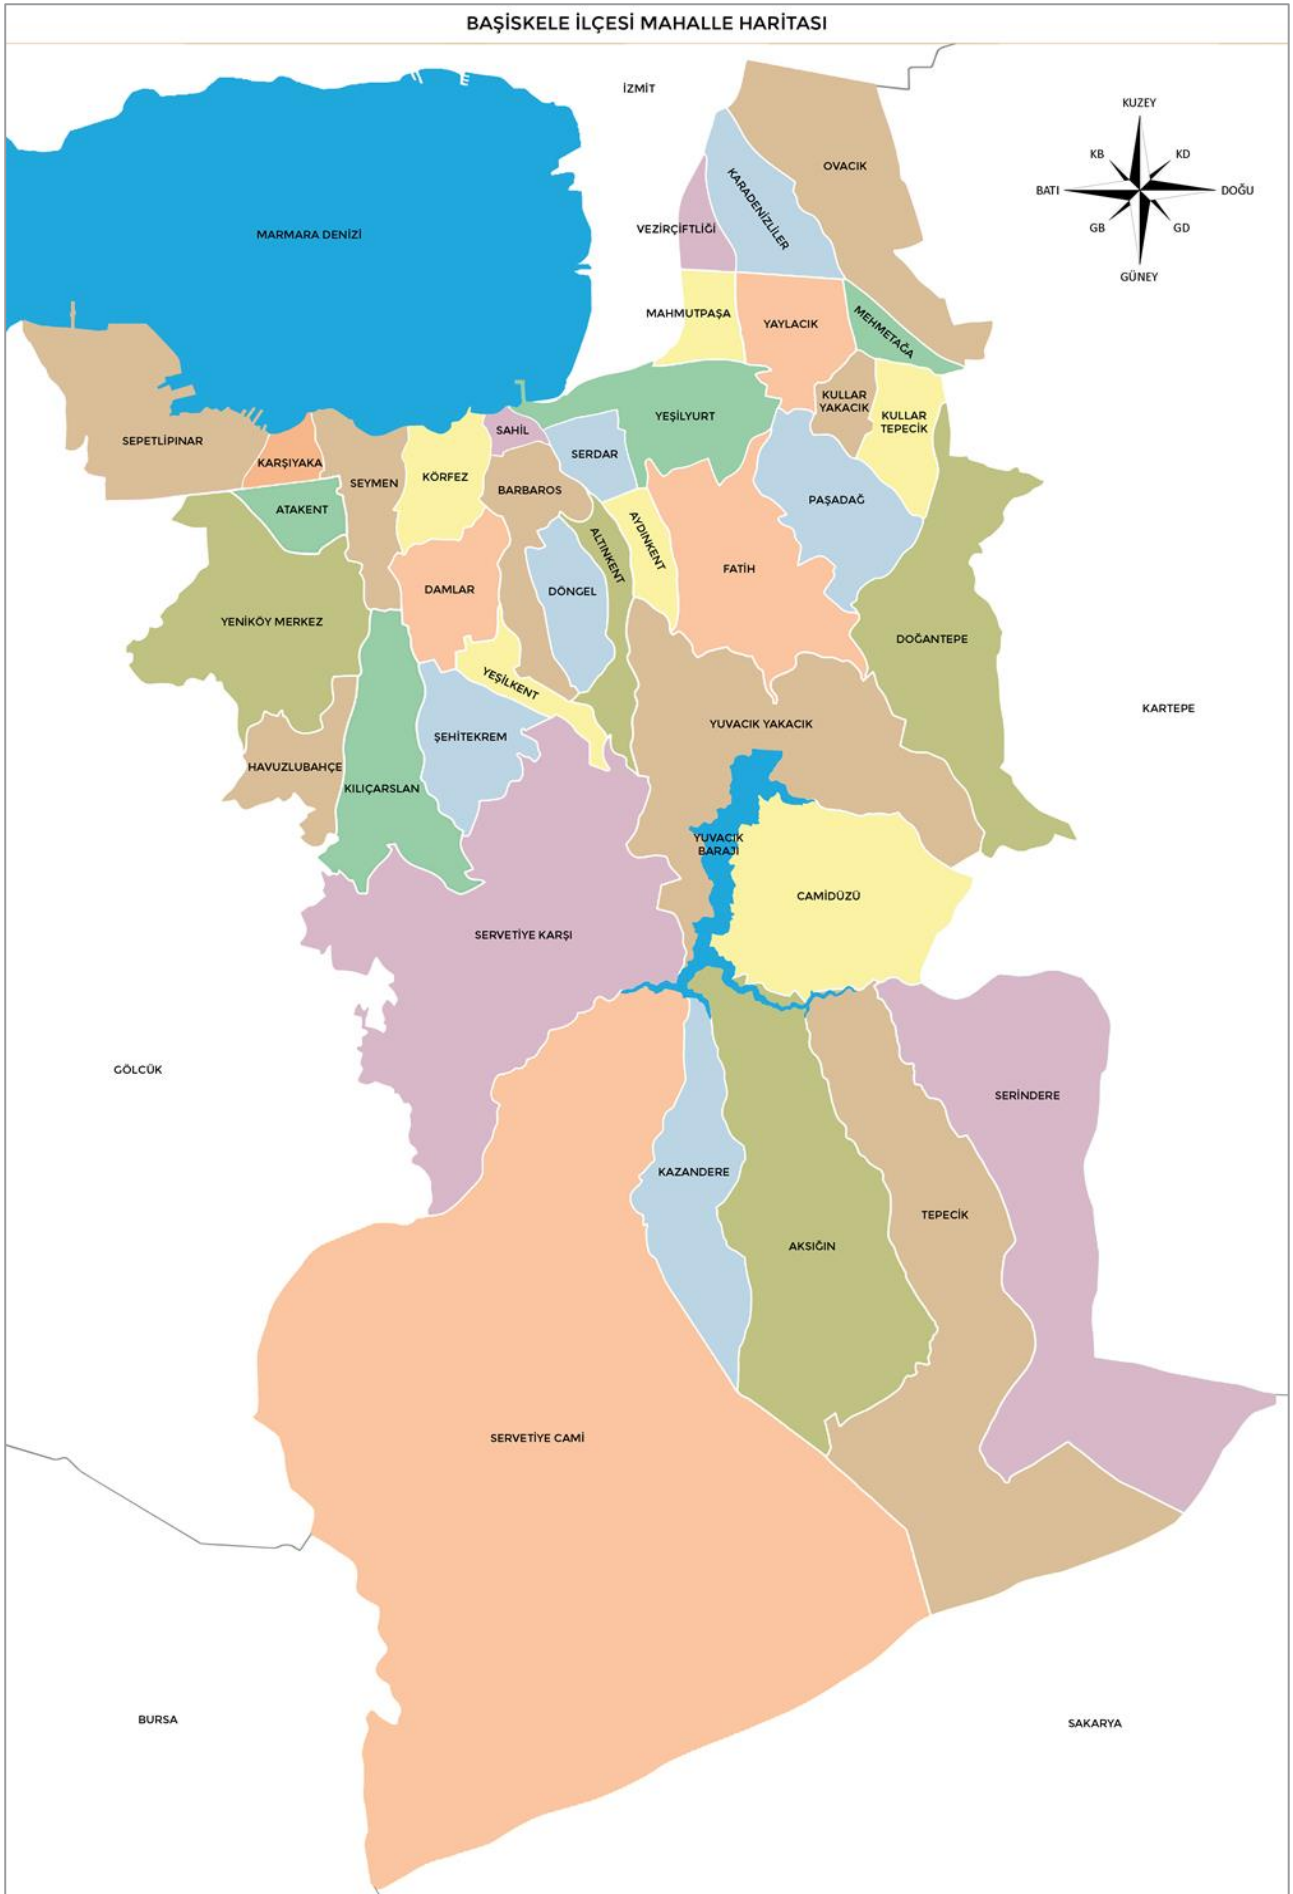 BAŞİSKELE İLÇESİ MAHALLE HARİTASI
İZMİT
KUZEY
KB
KD
BATI
DOĞU
GB
GD
GÜNEY
OVACIK
KARADENİZLİLER
VEZİRÇİFTLİĞİ
MARMARA DENİZİ
MAHMUTPAŞA
YAYLACIK
MEHMETAĞA
KULLAR
YAKACIK
KULLAR
TEPECİK
YEŞİLYURT
SEPETLİPINAR
KARŞIYAKA
SAHİL
SERDAR
SEYMEN
KÖRFEZ
BARBAROS
PAŞADAĞ
ATAKENT
ALTINKENT
AYDINKENT
FATİH
DAMLAR
DÖNGEL
YENİKÖY MERKEZ
DOĞANTEPE
YEŞİLKENT
KARTEPE
YUVACIK YAKACIK
ŞEHİTEKREM
HAVUZLUBAHÇE
KILIÇARSLAN
YUVACIK
BARAJI
CAMİDÜZÜ
SERVETİYE KARŞI
GÖLCÜK
SERİNDERE
KAZANDERE
TEPECİK
AKSIĞIN
SERVETİYE CAMİ
BURSA
SAKARYA